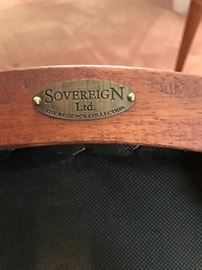 SOVEREIGN
Ltd.
THE REGENCY COLLECTION